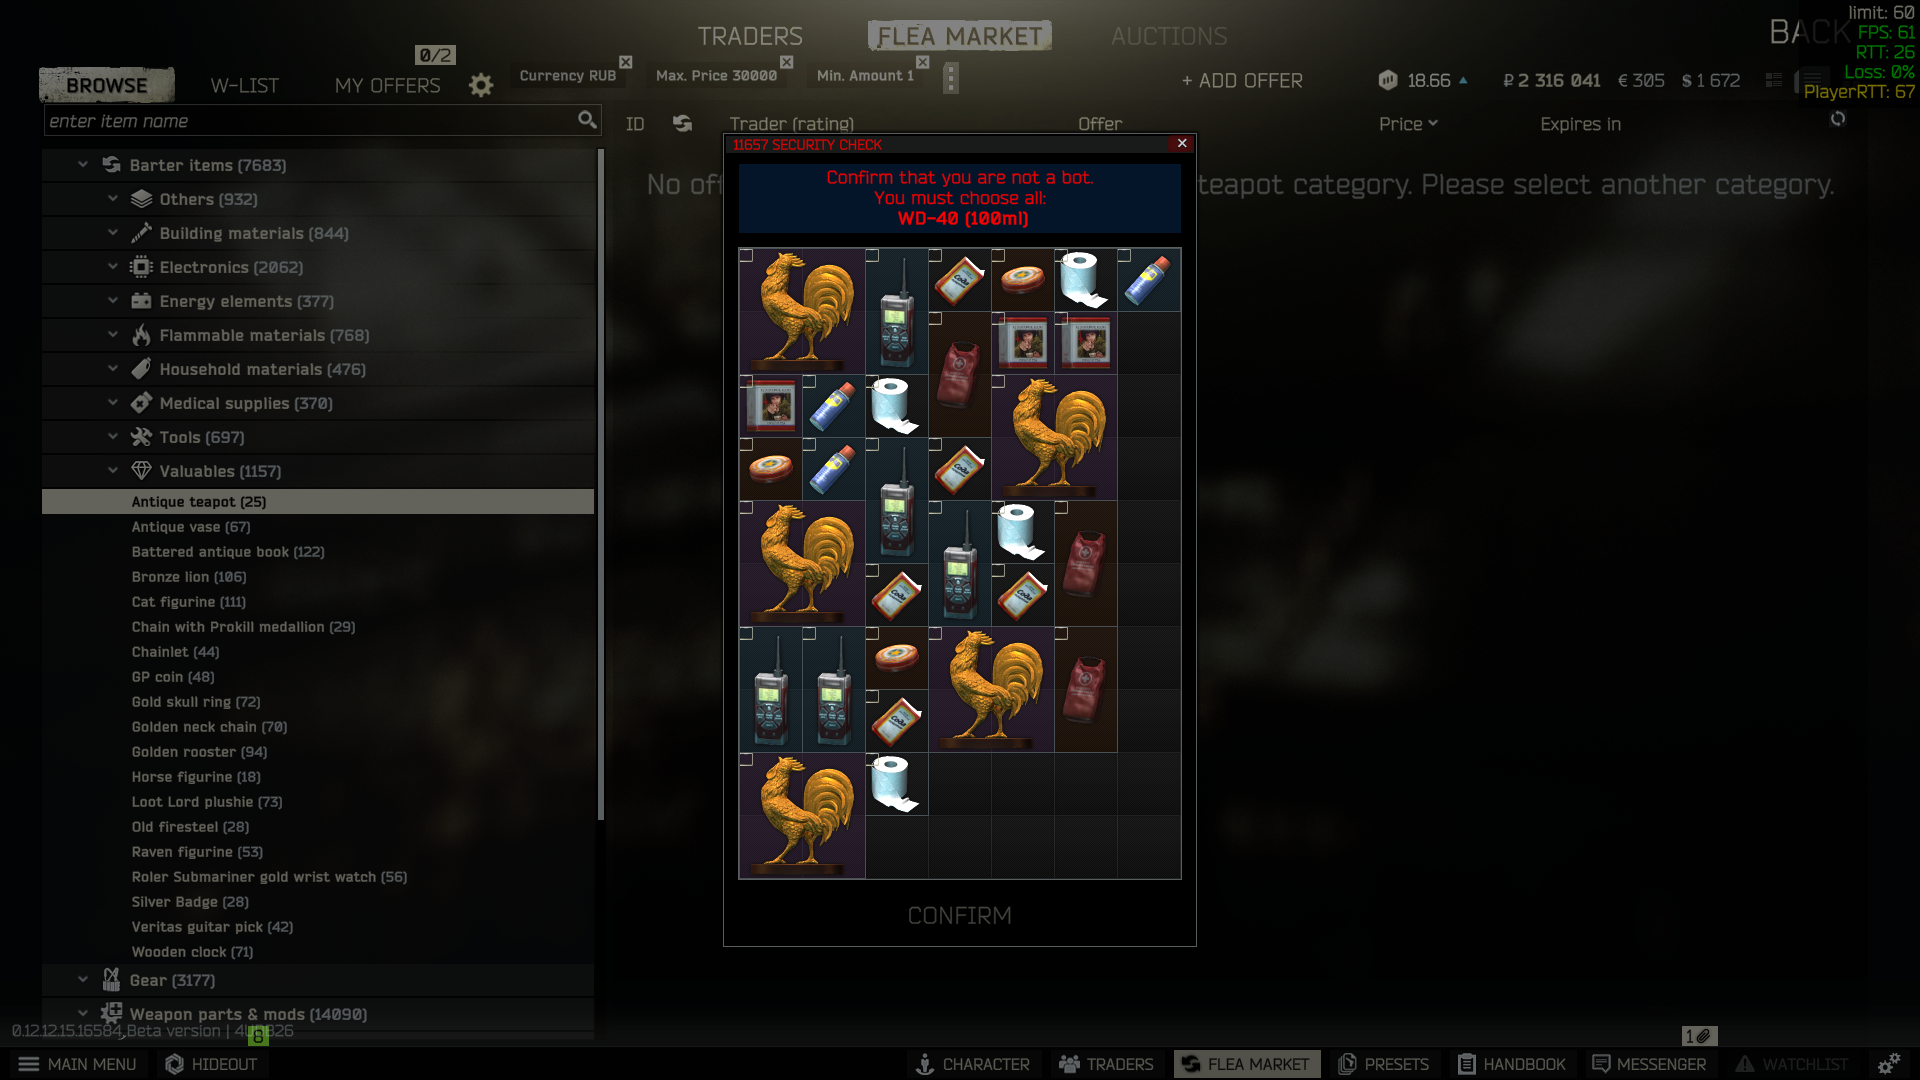 limit: 60
FPS: 61
RTT: 26
Loss: 0%
PlayerRTT: 67
BACK
TRADERS
FLEA MARKET
AUCTIONS
BROWSE
W-LIST
0/2
MY OFFERS
Currency RUB
Max. Price 30000
Min. Amount 1
+ ADD OFFER
18.66
₽ 2 316 041
€ 305
$ 1 672
enter item name
ID
Trader (rating)
Offer
Price
Expires in
No off
teapot category. Please select another category.
Barter items (7683)
Others (932)
Building materials (844)
Electronics (2062)
Energy elements (377)
Flammable materials (768)
Household materials (476)
Medical supplies (370)
Tools (697)
Valuables (1157)
Antique teapot (25)
Antique vase (67)
Battered antique book (122)
Bronze lion (106)
Cat figurine (111)
Chain with Prokill medallion (29)
Chainlet (44)
GP coin (48)
Gold skull ring (72)
Golden neck chain (70)
Golden rooster (94)
Horse figurine (18)
Loot Lord plushie (73)
Old firesteel (28)
Raven figurine (53)
Roler Submariner gold wrist watch (56)
Silver Badge (28)
Veritas guitar pick (42)
Wooden clock (71)
Gear (3177)
Weapon parts & mods (14090)
11657 SECURITY CHECK
Confirm that you are not a bot.
You must choose all:
WD-40 (100ml)
CONFIRM
0.12.12.15.16584 Beta version
8
1
MAIN MENU
HIDEOUT
CHARACTER
TRADERS
FLEA MARKET
PRESETS
HANDBOOK
MESSENGER
WATCHLIST